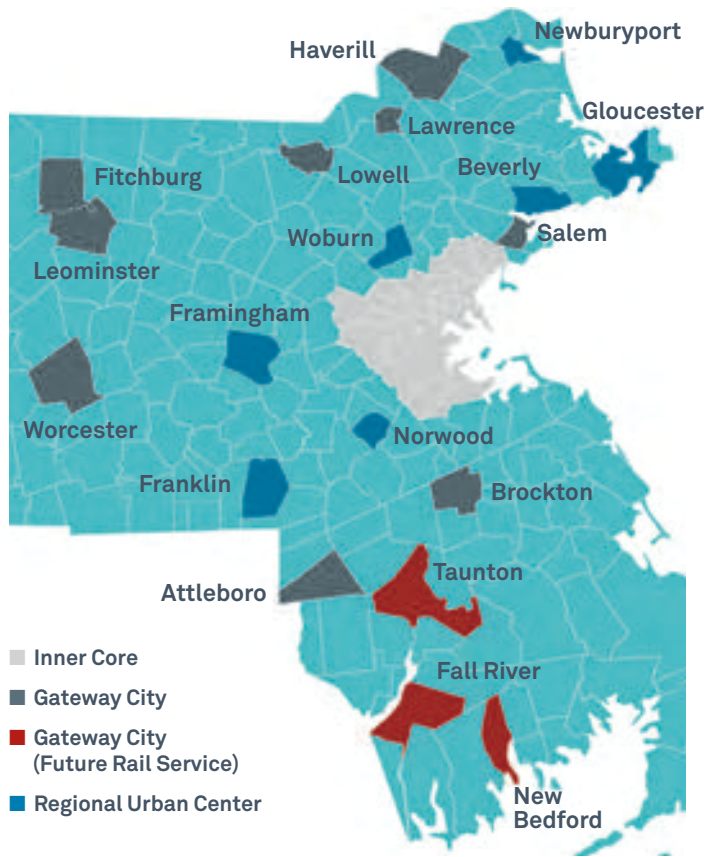 Newburyport
Haverill
Gloucester
Lawrence
Beverly
Fitchburg
Lowell
Salem
Woburn
Leominster
Framingham
Worcester
Norwood
Franklin
Brockton
Attleboro
Taunton
Inner Core
Fall River
Gateway City
Gateway City
(Future Rail Service)
Regional Urban Center
New
Bedford